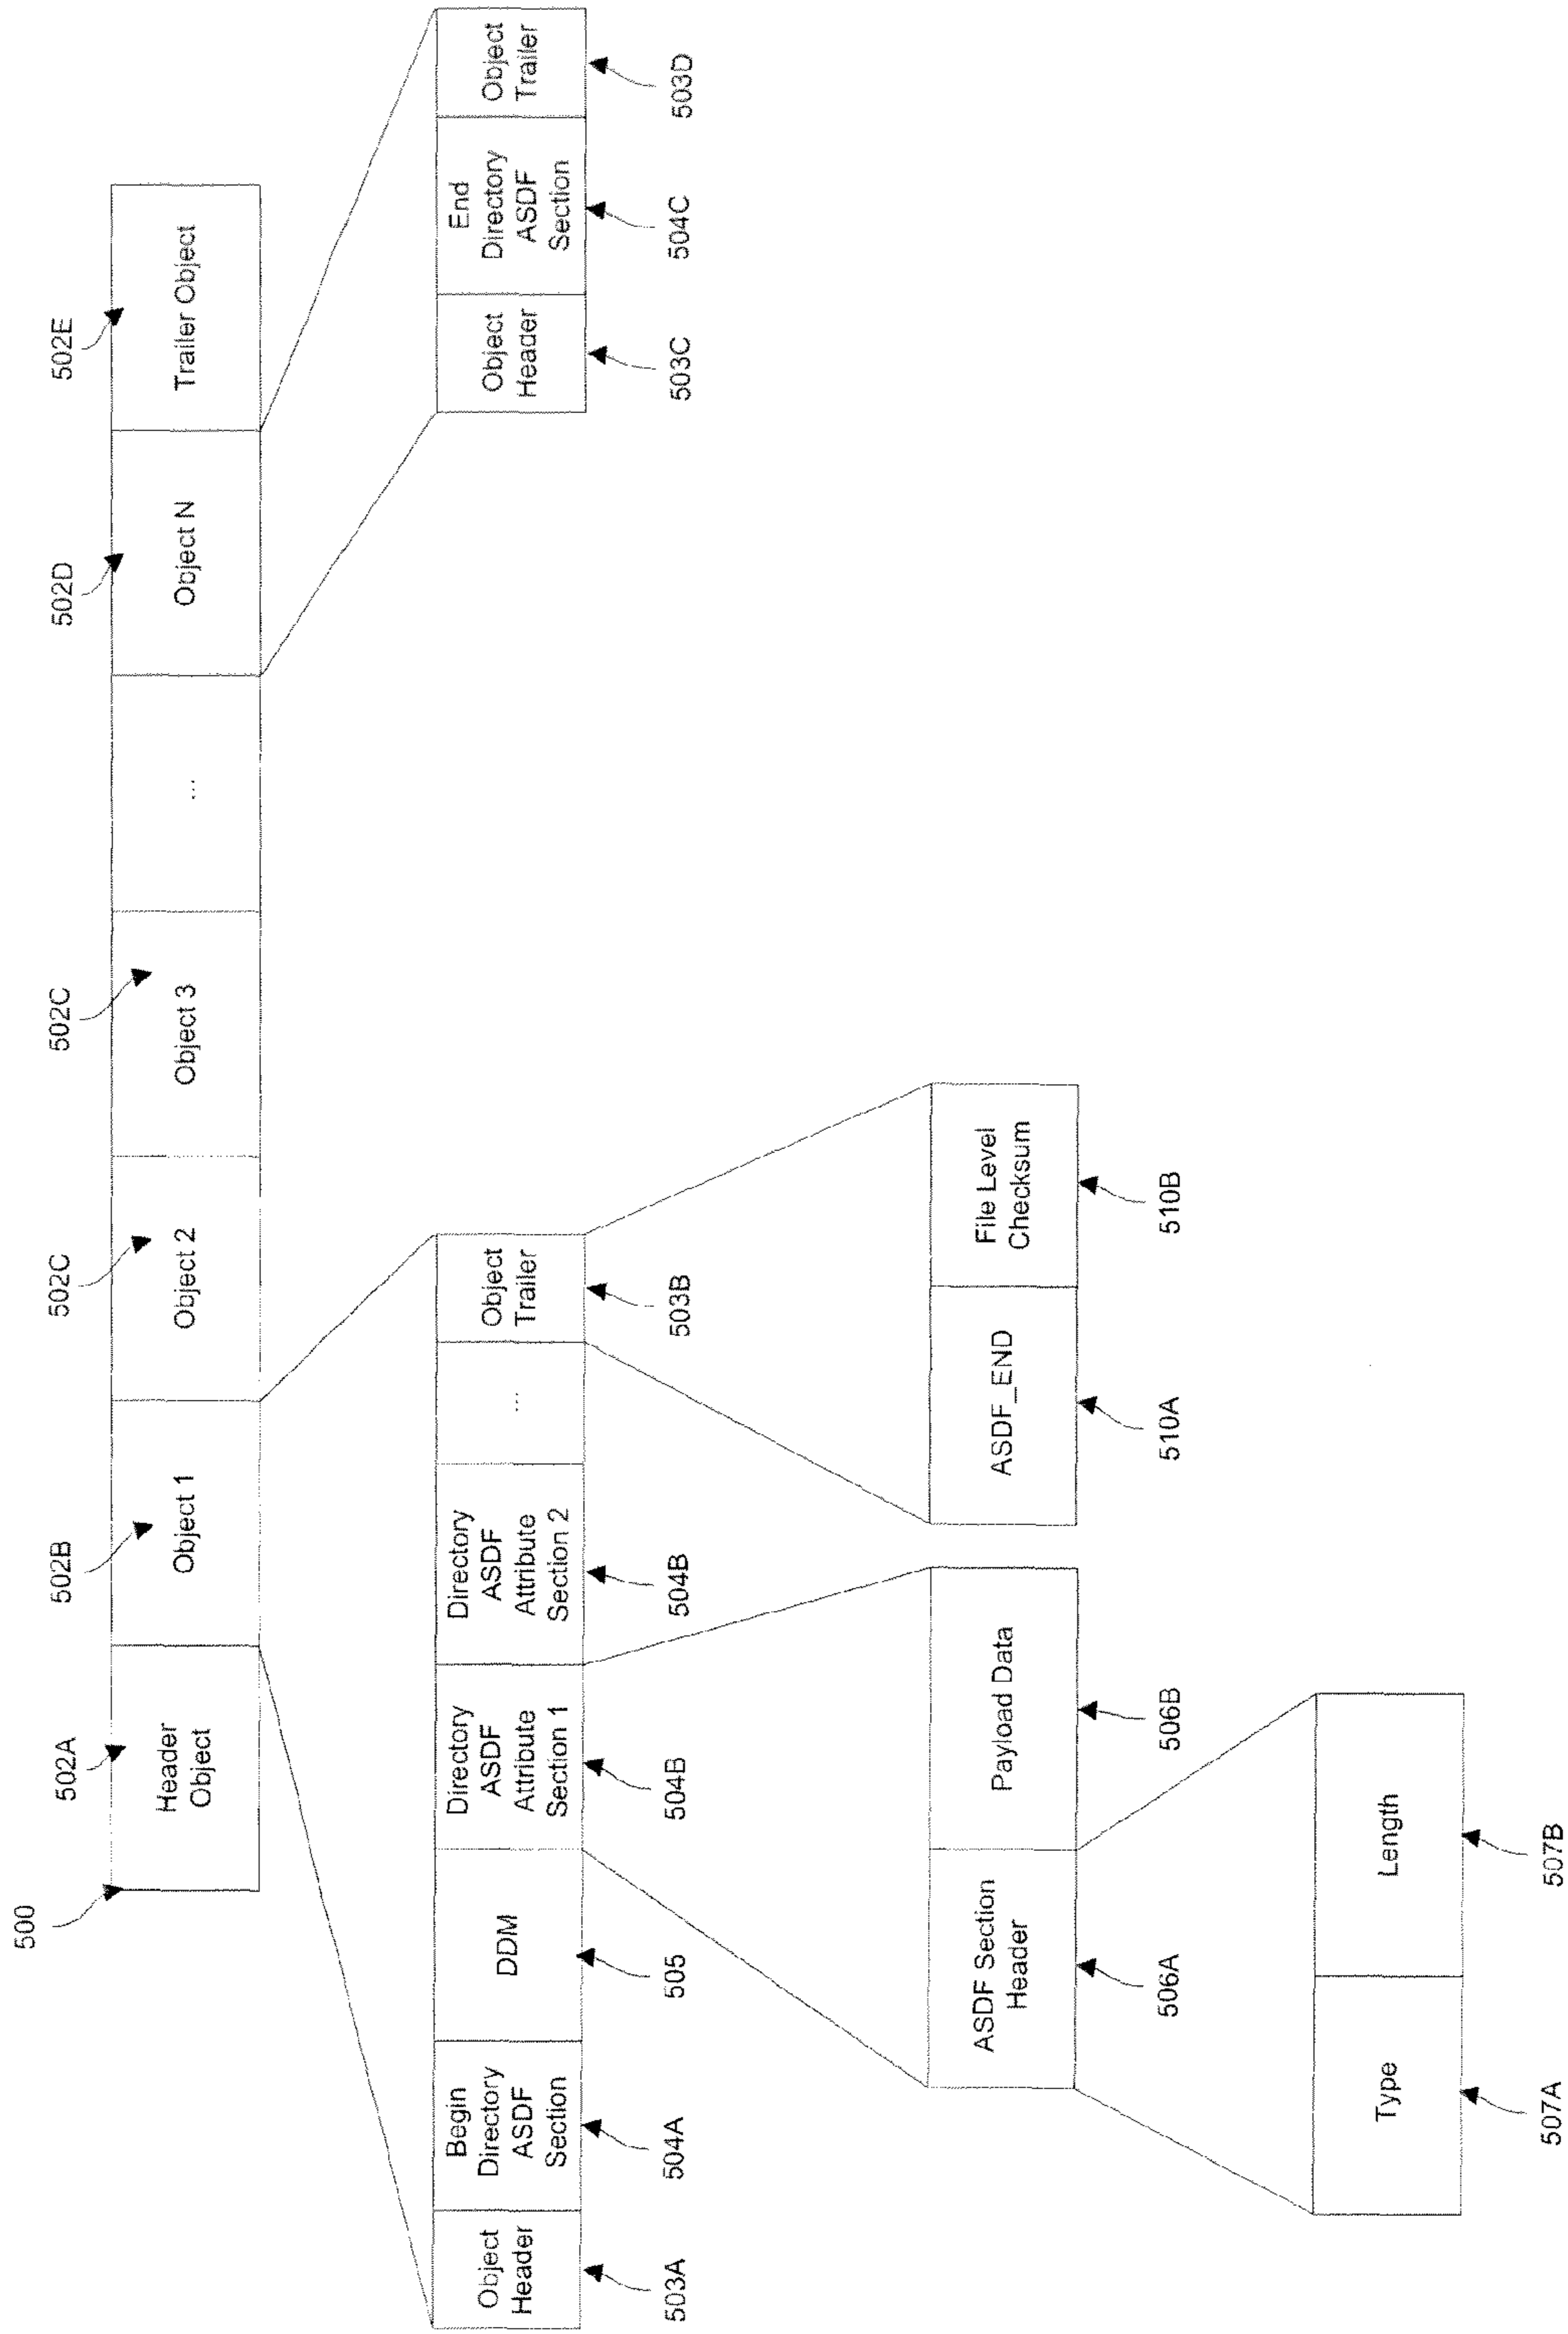 500
502A
502B
502C
502C
502D
502E
Header
Object
Object 1
Object 2
Object 3
...
Object N
Trailer Object
Object
Header
Begin
Directory
ASDF
Section
DDM
Directory
ASDF
Attribute
Section 1
Directory
ASDF
Attribute
Section 2
...
Object
Trailer
503A
504A
505
504B
504B
503B
Object
Header
End
Directory
ASDF
Section
Object
Trailer
503C
504C
503D
ASDF Section
Header
Payload Data
506A
506B
ASDF_END
File Level
Checksum
510A
510B
Type
Length
507A
507B